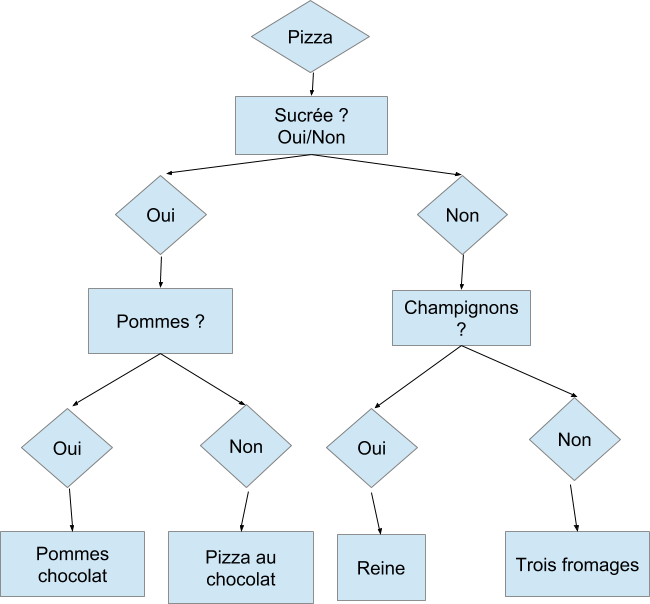 Pizza
Sucrée ?
Oui/Non
Oui
Non
Pommes ?
Champignons
?
Oui
Non
Oui
Non
Pommes
chocolat
Pizza au
chocolat
Reine
Trois fromages